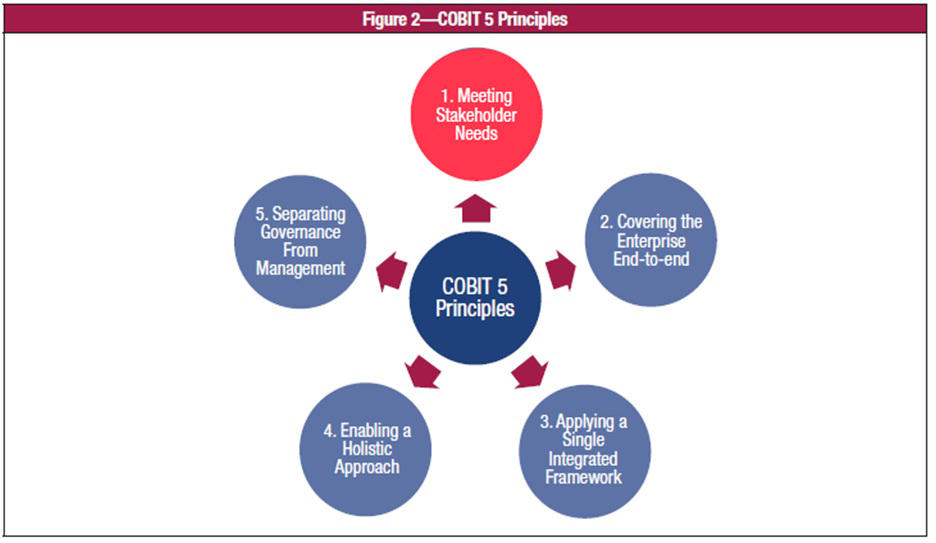 Figure 2—COBIT 5 Principles
1. Meeting
Stakeholder
Needs
2. Covering the
Enterprise
End-to-end
3. Applying a
Single
Integrated
Framework
4. Enabling a
Holistic
Approach
5. Separating
Governance
From
Management
COBIT 5
Principles